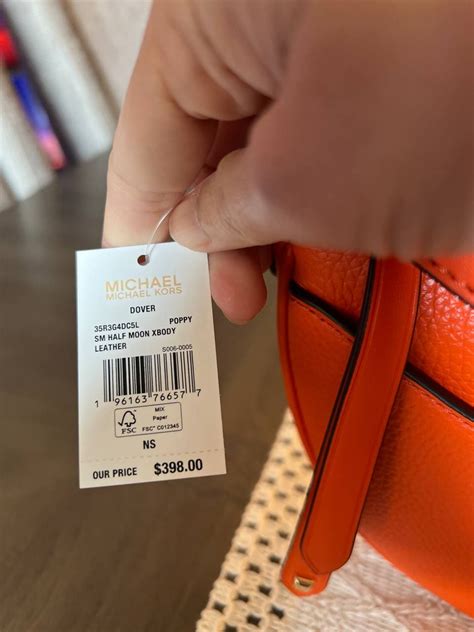 MICHAEL
MICHAEL KORS
DOVER
35R3G4DC5L POPPY
SM HALF MOON XBODY
LEATHER S006-0005
1 96163 76657 7
MIX
Paper
FSC
FSC™ C012345
NS
OUR PRICE $398.00